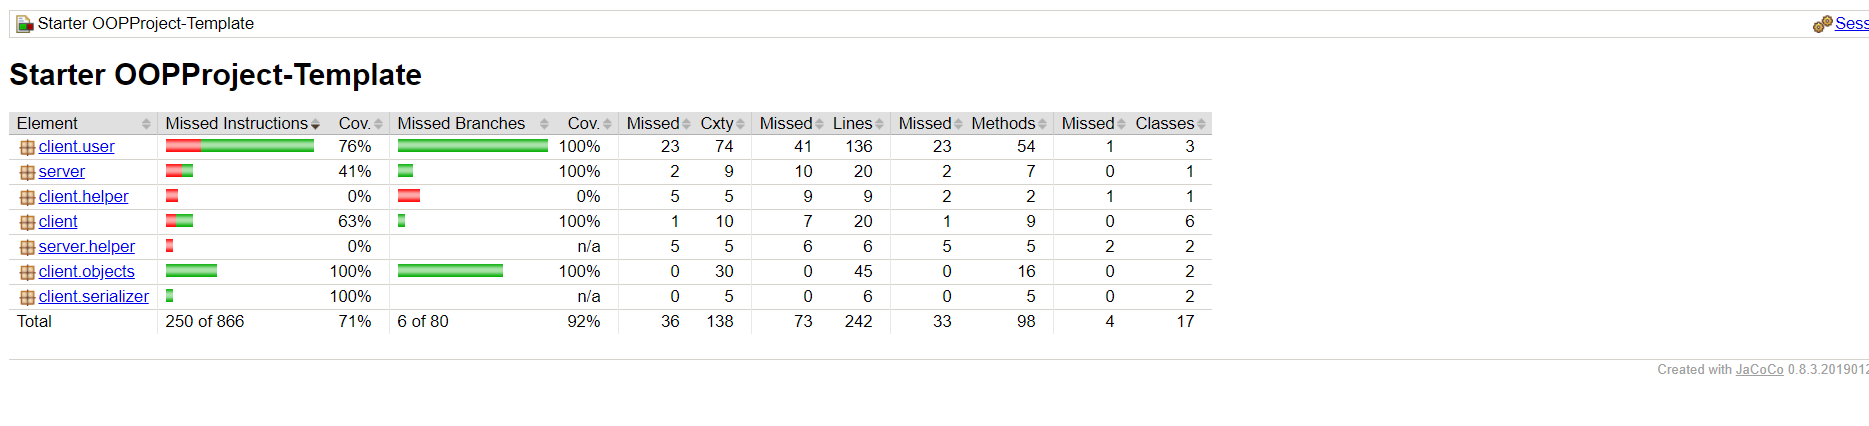 Starter OOPProject-Template
Sess
Starter OOPProject-Template
Element Missed Instructions Cov. Missed Branches Cov. Missed Cxty Missed Lines Missed Methods Missed Classes
client.user 76% 100% 23 74 41 136 23 54 1 3
server 41% 100% 2 9 10 20 2 7 0 1
client.helper 0% 0% 5 5 9 9 2 2 1 1
client 63% 100% 1 10 7 20 1 9 0 6
server.helper 0% n/a 5 5 6 6 5 5 2 2
client.objects 100% 100% 0 30 0 45 0 16 0 2
client.serializer 100% n/a 0 5 0 6 0 5 0 2
Total 250 of 866 71% 6 of 80 92% 36 138 73 242 33 98 4 17
Created with JaCoCo 0.8.3.2019012